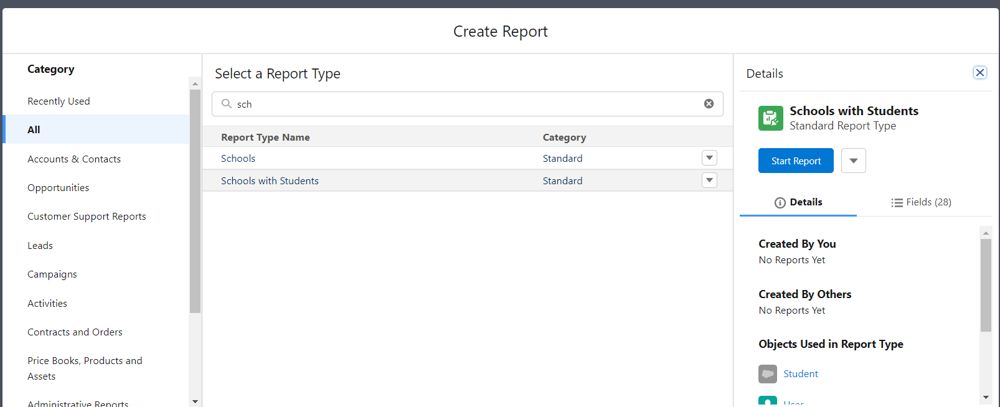 Create Report
Category
Recently Used
All
Accounts & Contacts
Opportunities
Customer Support Reports
Leads
Campaigns
Activities
Contracts and Orders
Price Books, Products and
Assets
Administrative Reports
Select a Report Type
sch
Report Type Name Category
Schools Standard
Schools with Students Standard
Details
Schools with Students
Standard Report Type
Start Report
Details Fields (28)
Created By You
No Reports Yet
Created By Others
No Reports Yet
Objects Used in Report Type
Student
User